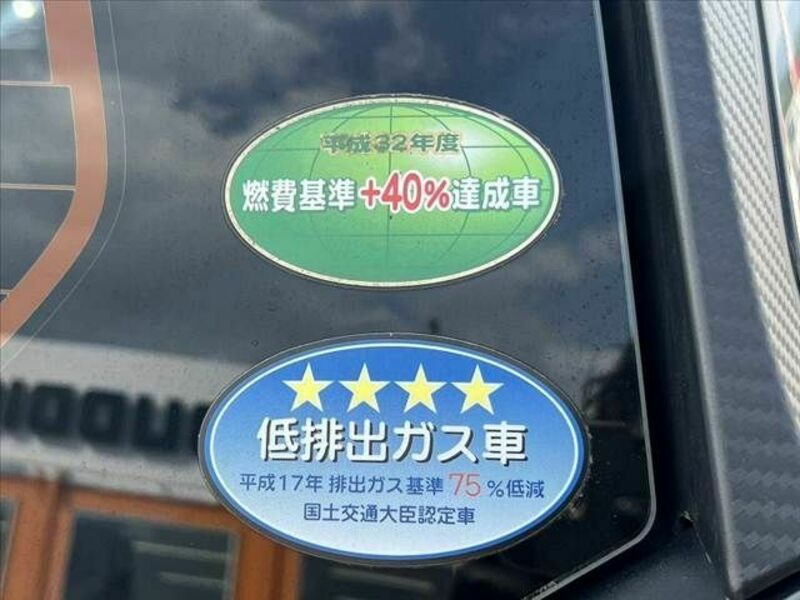 平成32年度
燃費基準+40%達成車
低排出ガス車
平成17年 排出ガス基準75%低減
国土交通大臣認定車